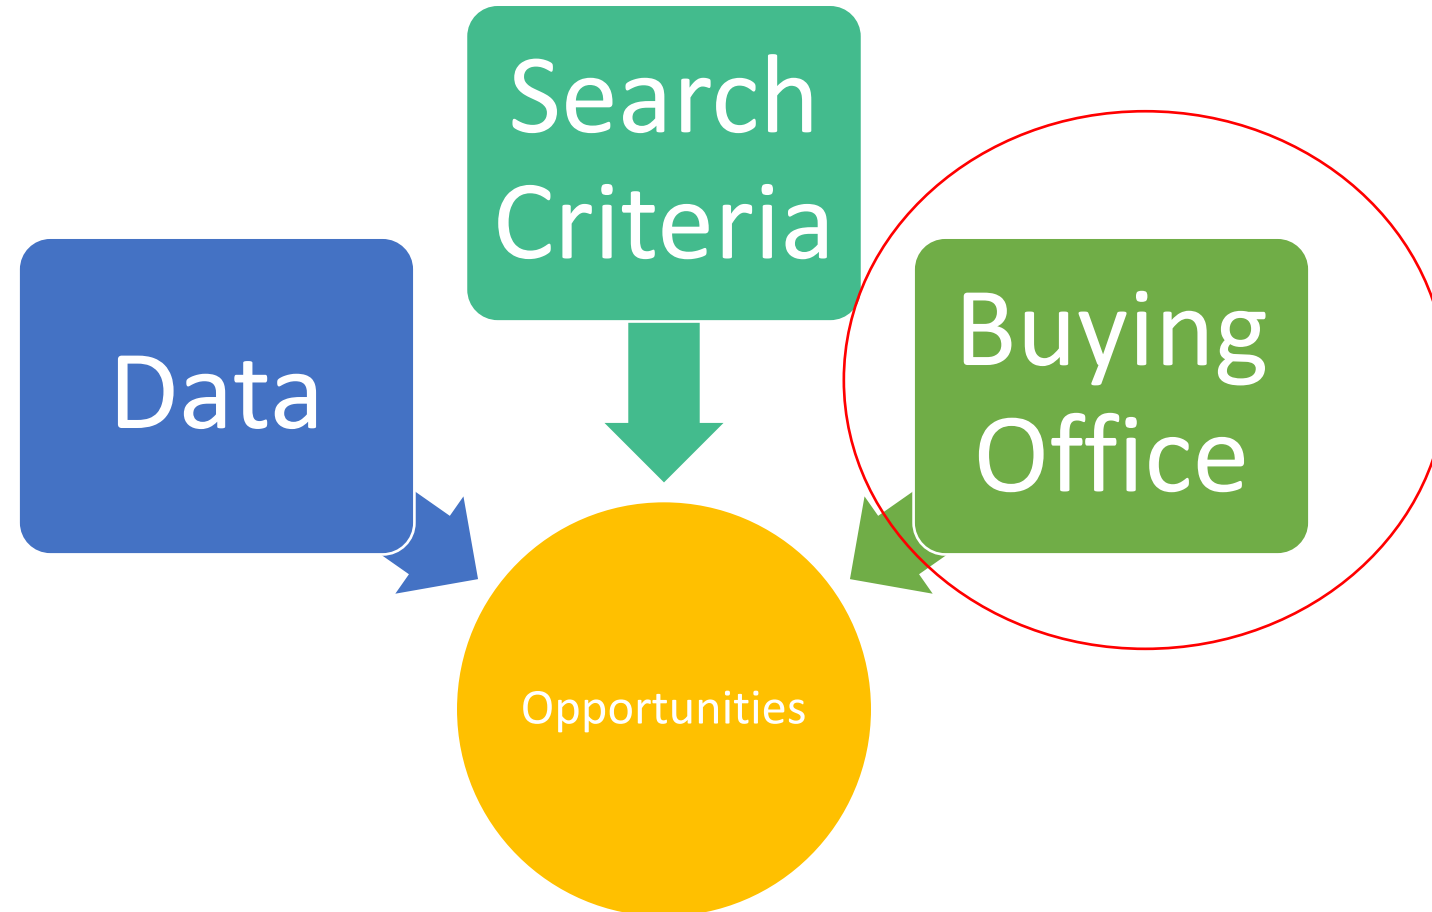 Search
Criteria
Data
Buying
Office
Opportunities